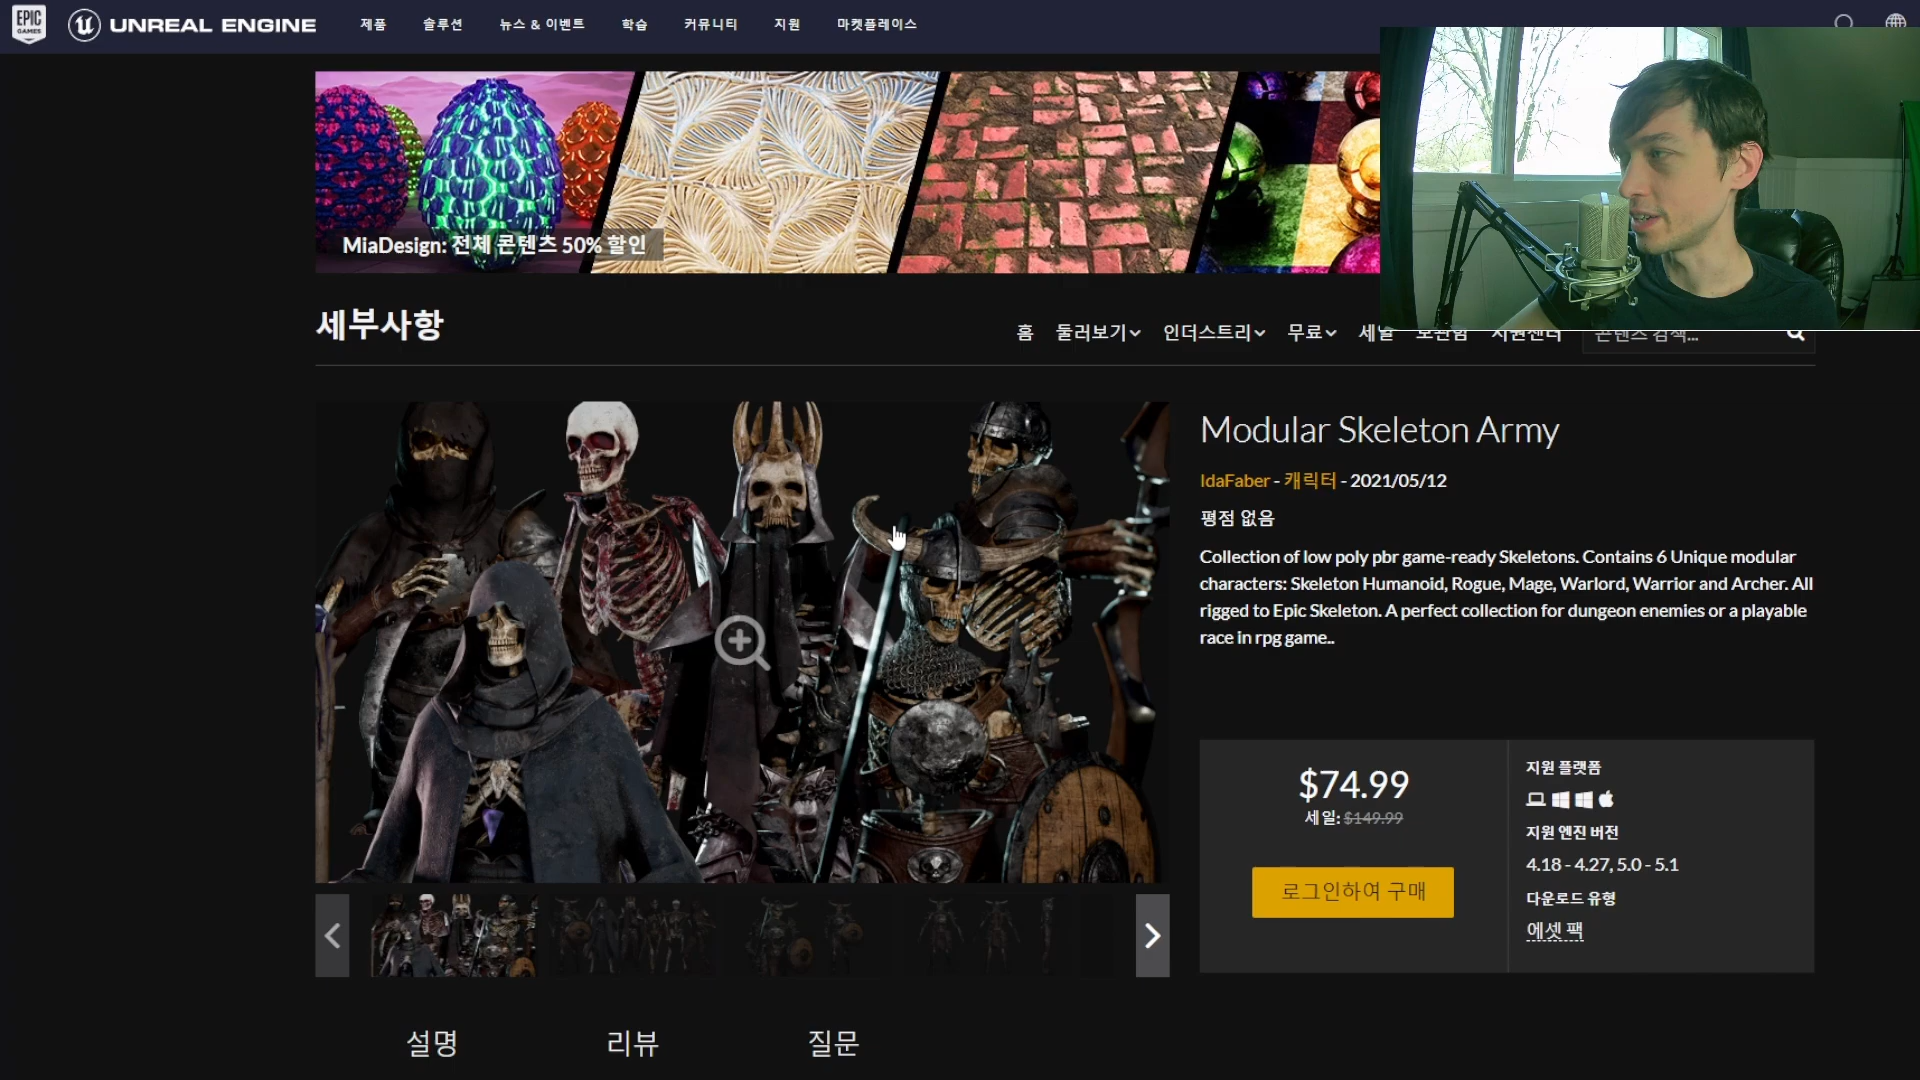 EPIC GAMES
UNREAL ENGINE
제품
솔루션
뉴스 & 이벤트
학습
커뮤니티
지원
마켓플레이스
MiaDesign: 전체 콘텐츠 50% 할인
세부사항
홈
둘러보기
인더스트리
무료
세일
보관함
지원센터
콘텐츠 검색...
Modular Skeleton Army
IdaFaber - 캐릭터 - 2021/05/12
평점 없음
Collection of low poly pbr game-ready Skeletons. Contains 6 Unique modular
characters: Skeleton Humanoid, Rogue, Mage, Warlord, Warrior and Archer. All
rigged to Epic Skeleton. A perfect collection for dungeon enemies or a playable
race in rpg game..
$74.99
세일: $149.99
로그인하여 구매
지원 플랫폼
지원 엔진 버전
4.18 - 4.27, 5.0 - 5.1
다운로드 유형
에셋 팩
설명
리뷰
질문